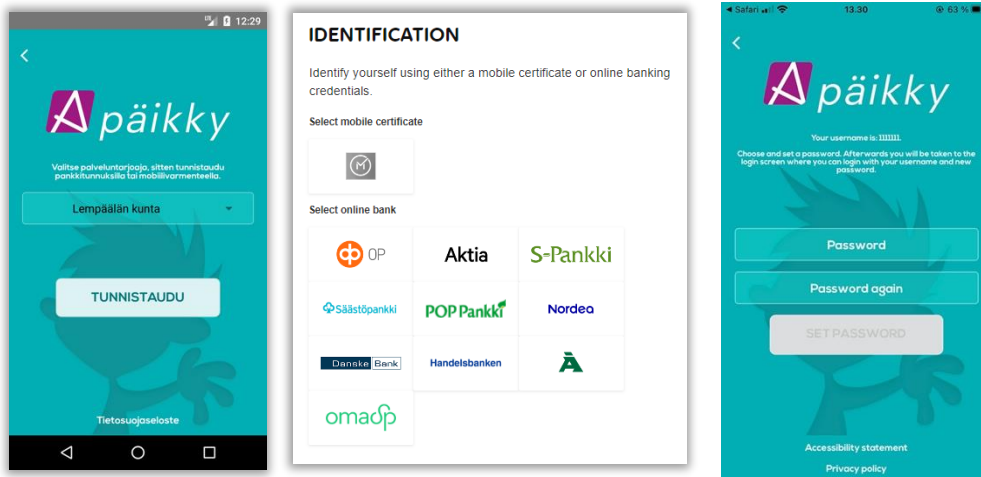 12:29
A päikky
Valitse palveluntarjoaja, sitten tunnistaudu
pankkitunnuksilla tai mobiilivarmenteella.
Lempäälän kunta
TUNNISTAUDU
Tietosuojaseloste
IDENTIFICATION
Identify yourself using either a mobile certificate or online banking
credentials.
Select mobile certificate
M
Select online bank
OP
Aktia
S-Pankki
Säästöpankki
POP Pankki
Nordea
Danske Bank
Handelsbanken
Å
omasp
Safari
13.30
63 %
A päikky
Your username is: 1111111.
Choose and set a password. Afterwards you will be taken to the
login screen where you can login with your username and new
password.
Password
Password again
SET PASSWORD
Accessibility statement
Privacy policy